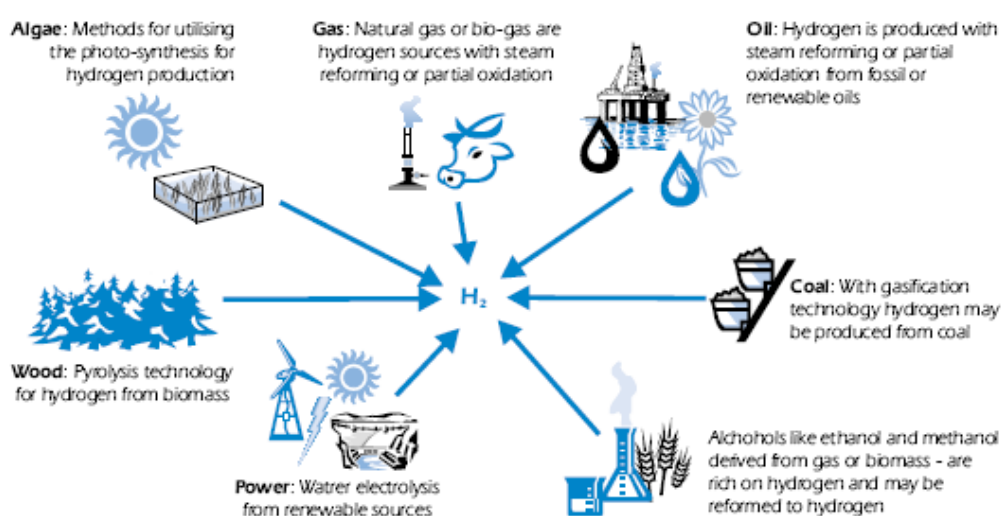 Algae: Methods for utilising
the photo-synthesis for
hydrogen production
Gas: Natural gas or bio-gas are
hydrogen sources with steam
reforming or partial oxidation
Oil: Hydrogen is produced with
steam reforming or partial
oxidation from fossil or
renewable oils
H₂
Coal: With gasification
technology hydrogen may
be produced from coal
Wood: Pyrolysis technology
for hydrogen from biomass
Power: Watrer electrolysis
from renewable sources
Alchohols like ethanol and methanol
derived from gas or biomass - are
rich on hydrogen and may be
reformed to hydrogen